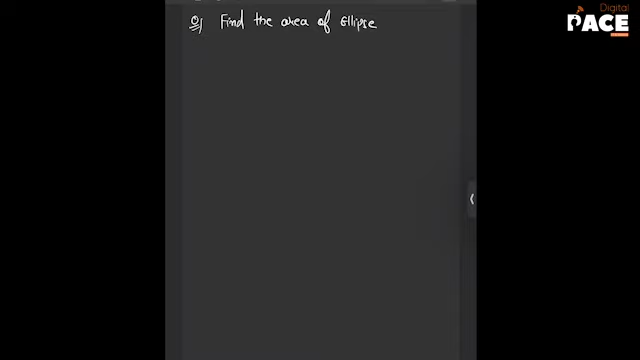 Q, Find the area of Ellipse
Digital
PACE